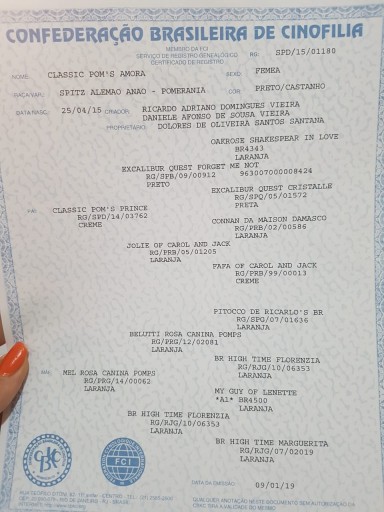 CONFEDERAÇÃO BRASILEIRA DE CINOFILIA
MEMBRO DA FCI
SERVIÇO DE REGISTRO GENEALÓGICO
CERTIFICADO DE REGISTRO
RG. SPD/15/01180
NOME: CLASSIC POM'S AMORA SEXO: FEMEA
RAÇA/VAR.: SPITZ ALEMAO ANAO - POMERANIA COR: PRETO/CASTANHO
DATA NASC. 25/04/15 CRIADOR: RICARDO ADRIANO DOMINGUES VIEIRA
DANIELE AFONSO DE SOUSA VIEIRA
PROPRIETÁRIO: DOLORES DE OLIVEIRA SANTOS SANTANA
OAKROSE SHAKESPEAR IN LOVE
BR4343
LARANJA
EXCALIBUR QUEST FORGET ME NOT
RG/SPB/09/00912 963007000008424
PRETO
EXCALIBUR QUEST CRISTALLE
RG/SPQ/05/01572
PRETA
PAI: CLASSIC POM'S PRINCE
RG/SPD/14/03762
CREME
CONNAN DA MAISON DAMASCO
RG/PRB/02/00586
LARANJA
JOLIE OF CAROL AND JACK
RG/PRB/05/01205
LARANJA
FAFA OF CAROL AND JACK
RG/PRB/99/00013
CREME
PITOCCO DE RICARLO'S BR
RG/SPG/07/01636
LARANJA
BELUTTI ROSA CANINA POMPS
RG/PRG/12/02081
LARANJA
BR HIGH TIME FLORENZIA
RG/RJG/10/06353
LARANJA
MÃE: MEL ROSA CANINA POMPS
RG/PRG/14/00062
LARANJA
MY GUY OF LENETTE
*A1* BR4500
LARANJA
BR HIGH TIME FLORENZIA
RG/RJG/10/06353
LARANJA
BR HIGH TIME MARGUERITA
RG/RJG/07/02019
LARANJA
CBKC
FCI
DATA DA EMISSÃO: 09/01/19
QUALQUER ANOTAÇÃO NESTE DOCUMENTO SEM AUTORIZAÇÃO DA
CBKC TIRA A VALIDADE DO MESMO